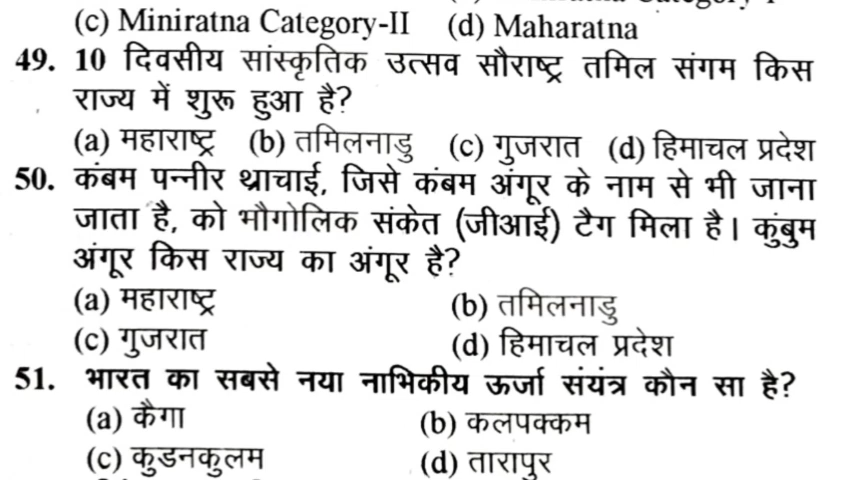 (c) Miniratna Category-II (d) Maharatna
49. 10 दिवसीय सांस्कृतिक उत्सव सौराष्ट्र तमिल संगम किस
राज्य में शुरू हुआ है?
(a) महाराष्ट्र (b) तमिलनाडु (c) गुजरात (d) हिमाचल प्रदेश
50. कंबम पन्नीर थ्राचाई, जिसे कंबम अंगूर के नाम से भी जाना
जाता है, को भौगोलिक संकेत (जीआई) टैग मिला है। कुंबुम
अंगूर किस राज्य का अंगूर है?
(a) महाराष्ट्र (b) तमिलनाडु
(c) गुजरात (d) हिमाचल प्रदेश
51. भारत का सबसे नया नाभिकीय ऊर्जा संयंत्र कौन सा है?
(a) कैगा (b) कलपक्कम
(c) कुडनकुलम (d) तारापुर